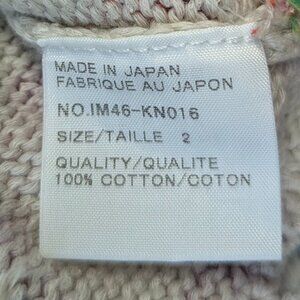 MADE IN JAPAN
FABRIQUE AU JAPON
NO.IM46-KN016
SIZE/TAILLE 2
QUALITY/QUALITE
100% COTTON/COTON